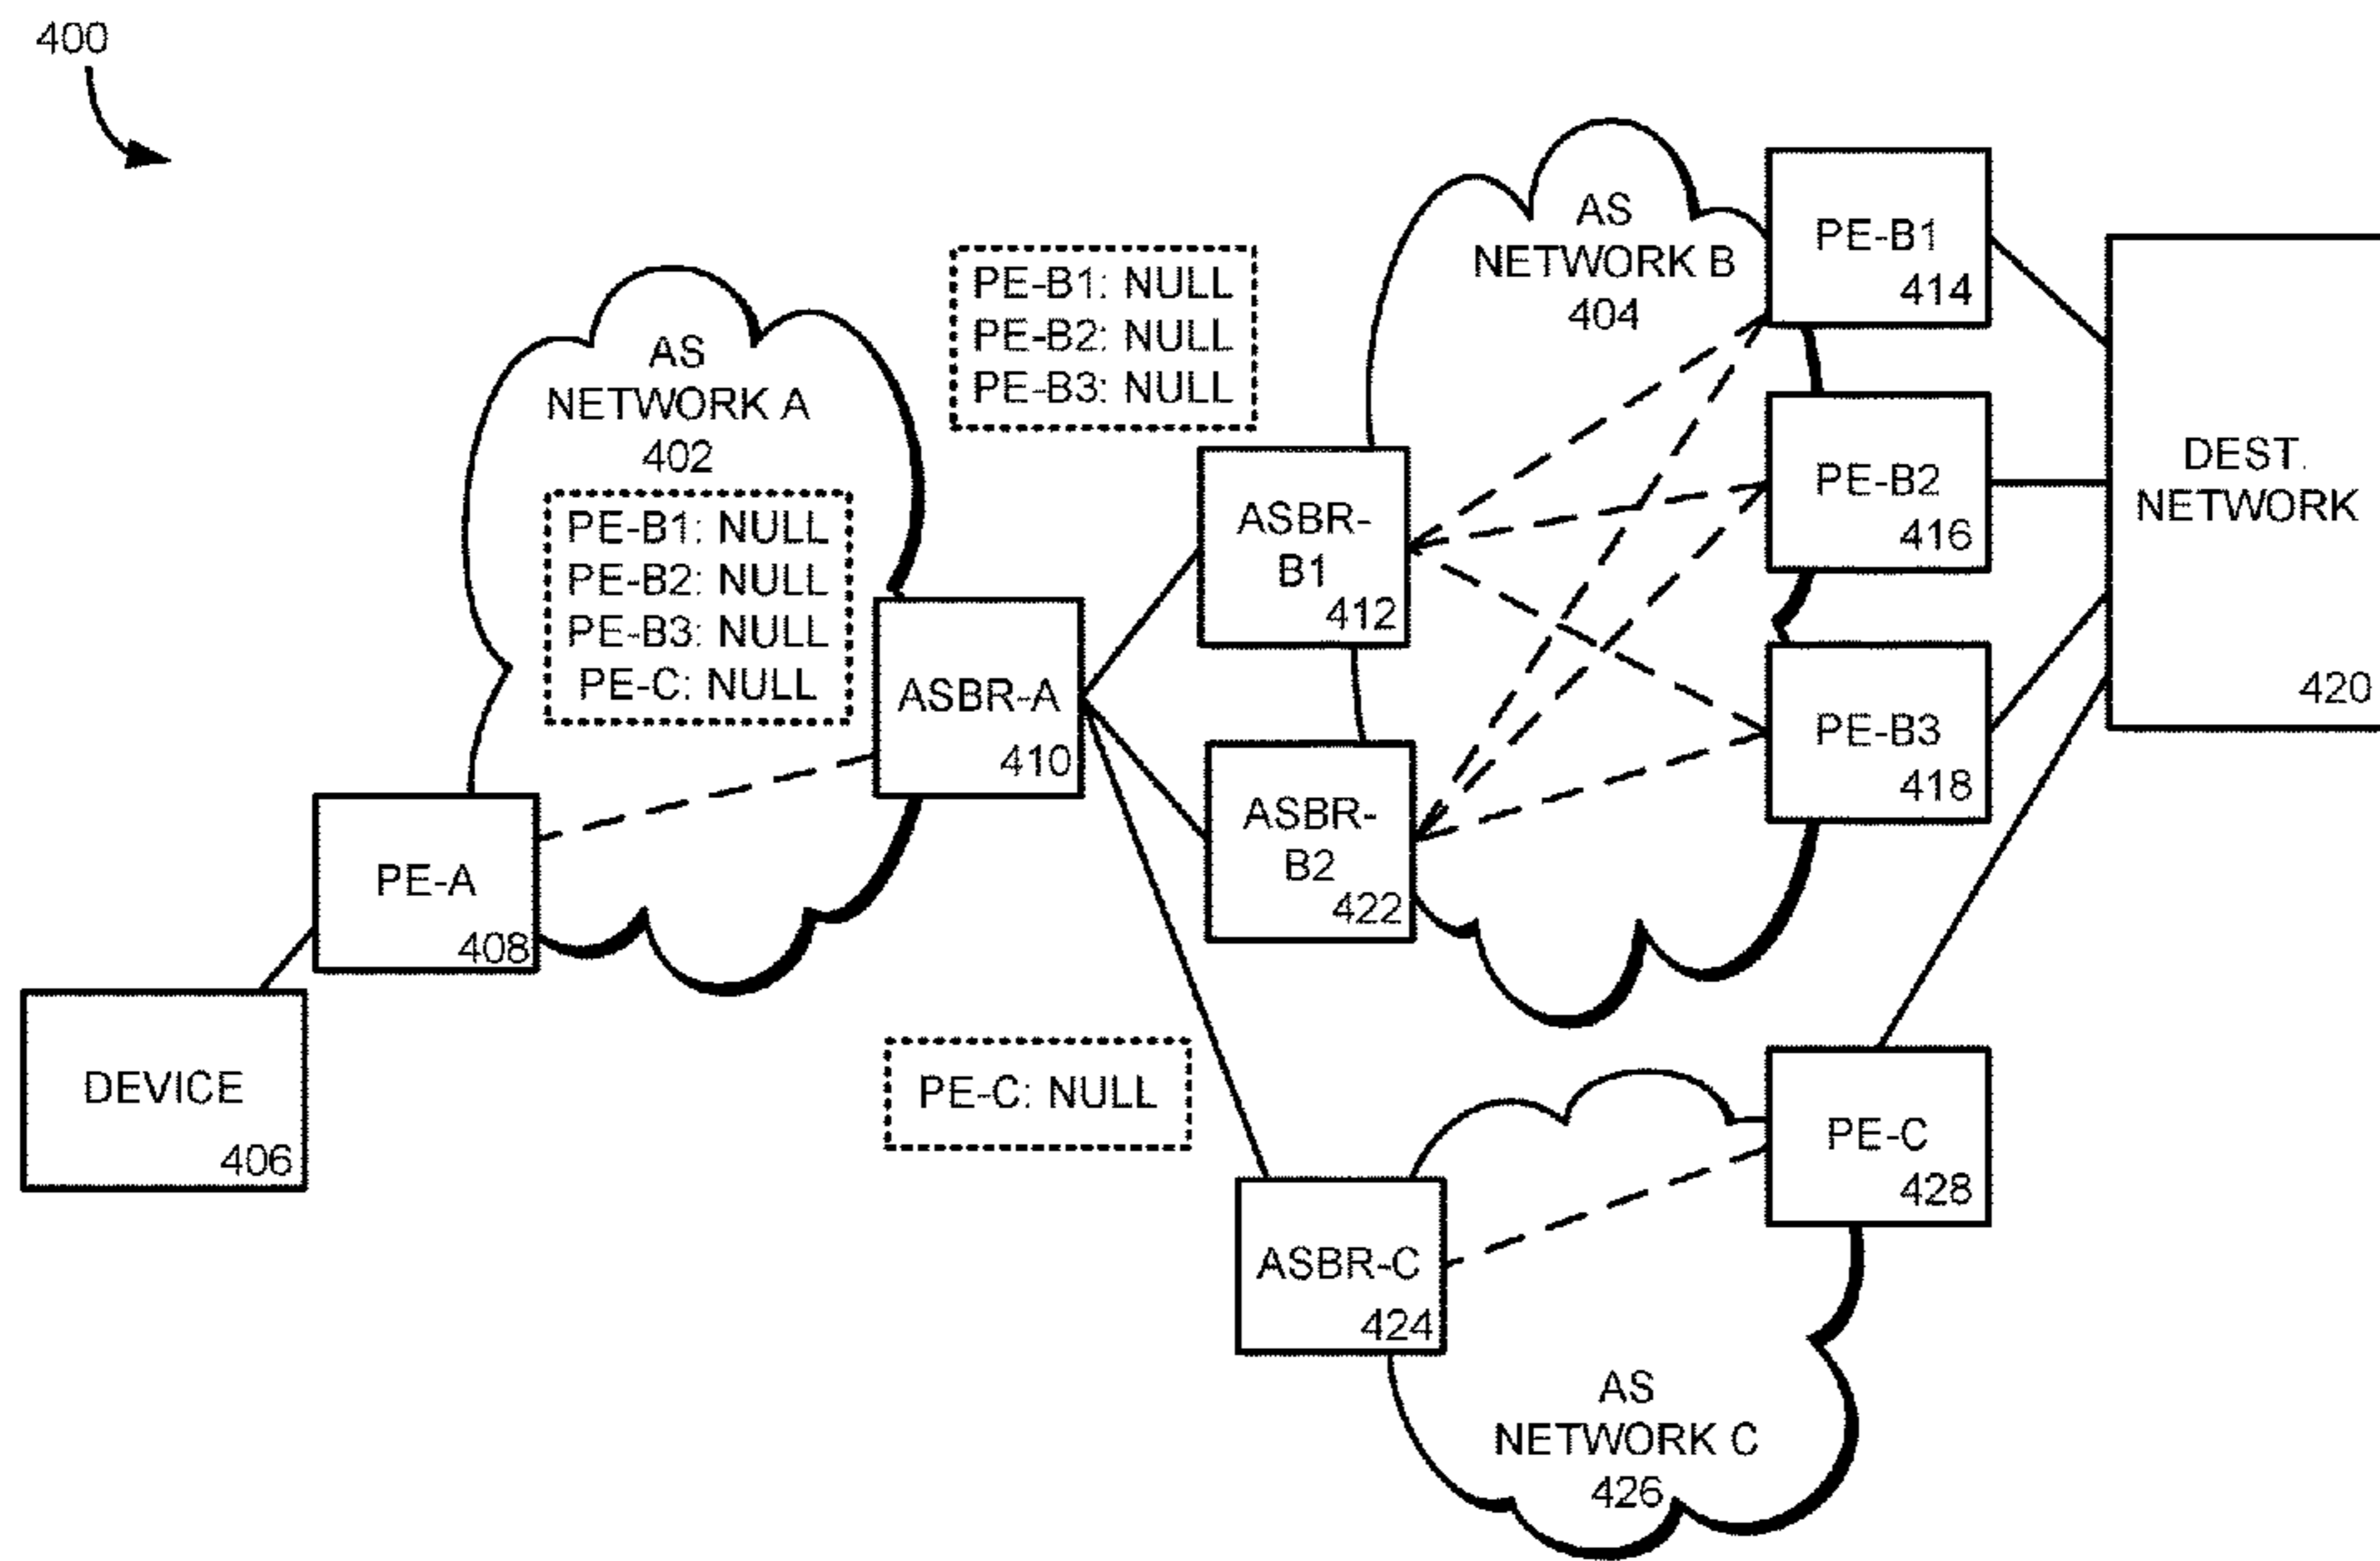 400
AS
NETWORK A
402
PE-B1: NULL
PE-B2: NULL
PE-B3: NULL
PE-C: NULL
PE-B1: NULL
PE-B2: NULL
PE-B3: NULL
AS
NETWORK B
404
PE-B1
414
PE-B2
416
PE-B3
418
DEST.
NETWORK
420
ASBR-
B1
412
ASBR-A
410
ASBR-
B2
422
PE-A
408
DEVICE
406
PE-C: NULL
PE-C
428
ASBR-C
424
AS
NETWORK C
426